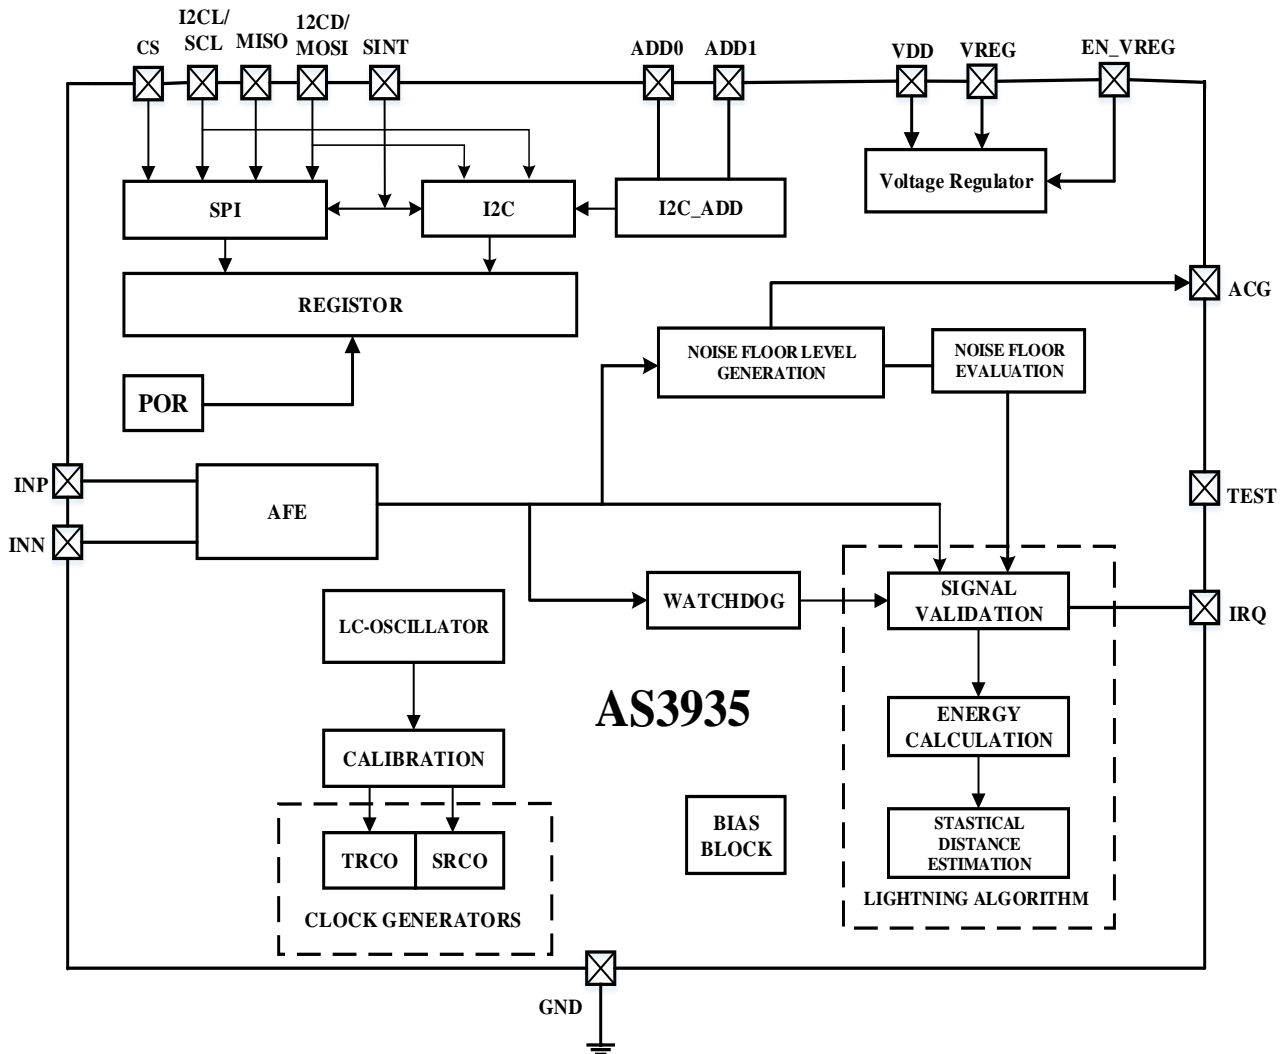 CS
I2CL/
SCL
MISO
12CD/
MOSI
SINT
ADD0
ADD1
VDD
VREG
EN_VREG
SPI
I2C
I2C_ADD
Voltage Regulator
REGISTOR
ACG
NOISE FLOOR LEVEL
GENERATION
NOISE FLOOR
EVALUATION
POR
INP
INN
AFE
TEST
WATCHDOG
SIGNAL
VALIDATION
IRQ
LC-OSCILLATOR
AS3935
ENERGY
CALCULATION
CALIBRATION
BIAS
BLOCK
STASTICAL
DISTANCE
ESTIMATION
TRCO
SRCO
LIGHTNING ALGORITHM
CLOCK GENERATORS
GND